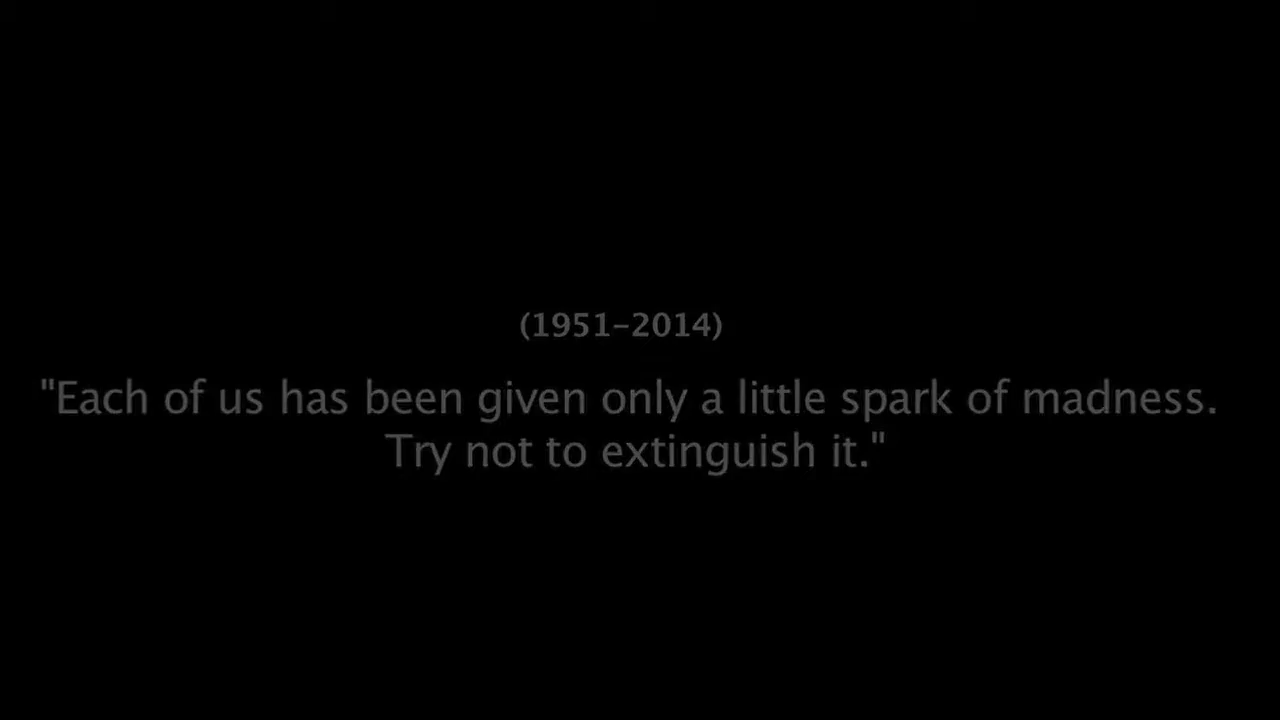 (1951–2014)
"Each of us has been given only a little spark of madness.
Try not to extinguish it."